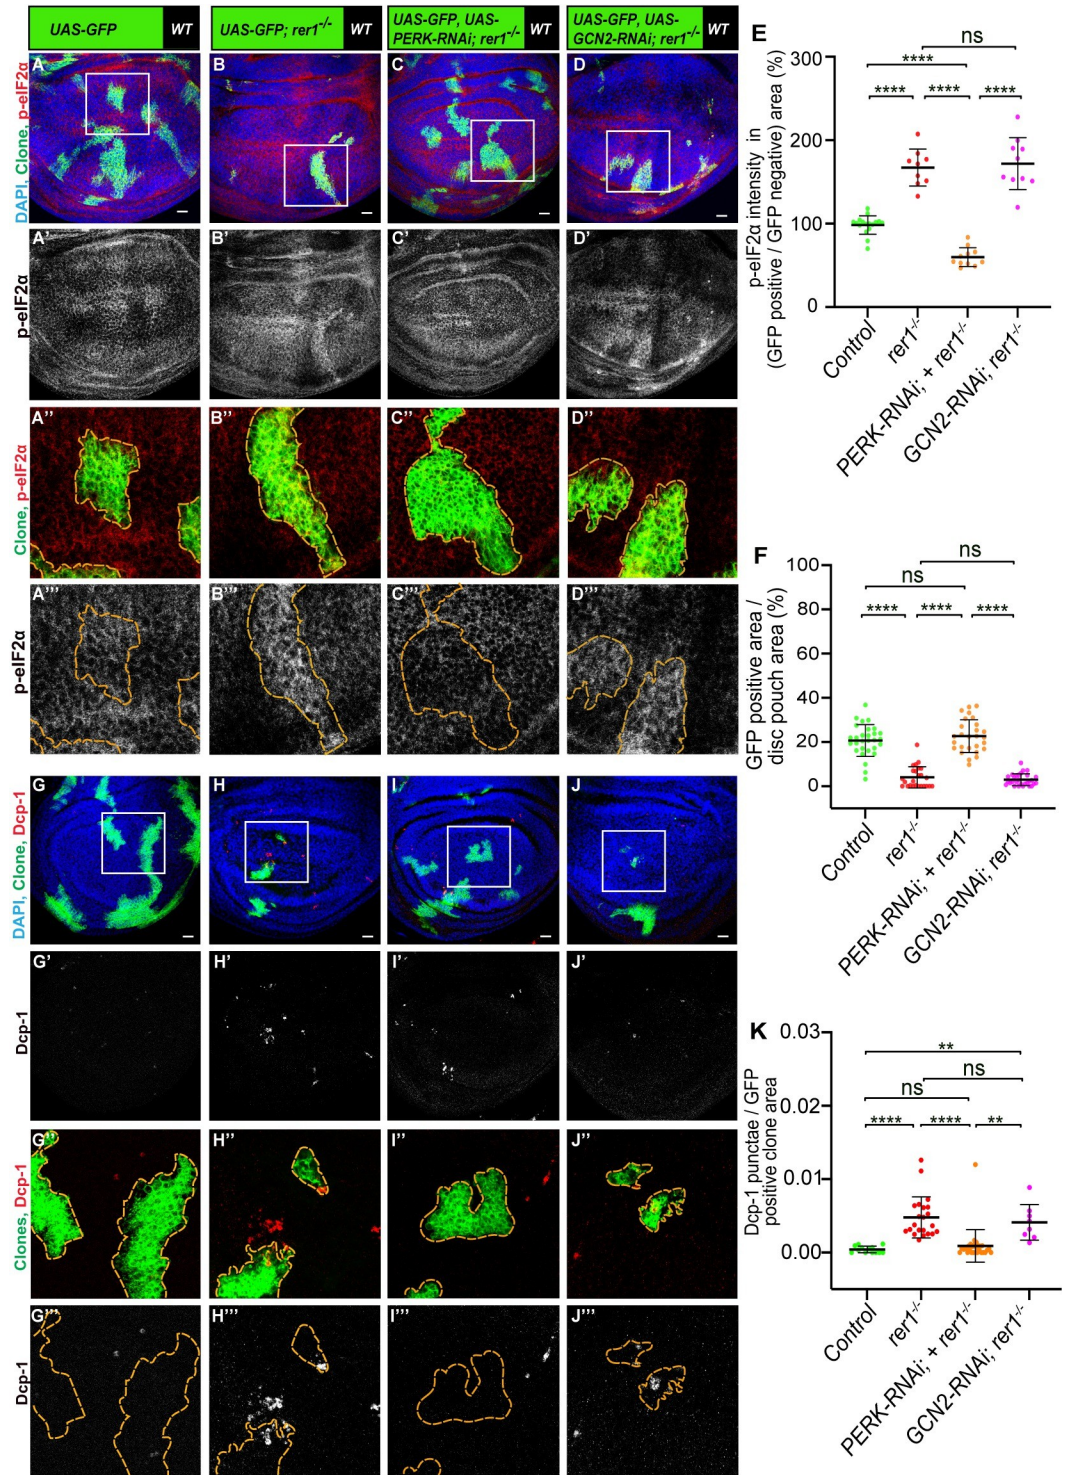 UAS-GFP
WT
UAS-GFP; rer1-/-
WT
UAS-GFP, UAS-
PERK-RNAi; rer1-/-
WT
UAS-GFP, UAS-
GCN2-RNAi; rer1-/-
WT
DAPI, Clone, p-eIF2α
A
B
C
D
p-eIF2α
A'
B'
C'
D'
Clone, p-eIF2α
A''
B''
C''
D''
p-eIF2α
A'''
B'''
C'''
D'''
DAPI, Clone, Dcp-1
G
H
I
J
Dcp-1
G'
H'
I'
J'
Clones, Dcp-1
G''
H''
I''
J''
Dcp-1
G'''
H'''
I'''
J'''
E
p-eIF2α intensity in
(GFP positive / GFP negative) area (%)
300
200
100
0
ns
****
**** **** ****
Control
rer1-/-
PERK-RNAi; + rer1-/-
GCN2-RNAi; rer1-/-
F
GFP positive area /
disc pouch area (%)
100
80
60
40
20
0
ns
ns
**** **** ****
Control
rer1-/-
PERK-RNAi; + rer1-/-
GCN2-RNAi; rer1-/-
K
Dcp-1 punctae / GFP
positive clone area
0.03
0.02
0.01
0.00
**
ns
ns
**** **** **
Control
rer1-/-
PERK-RNAi; + rer1-/-
GCN2-RNAi; rer1-/-